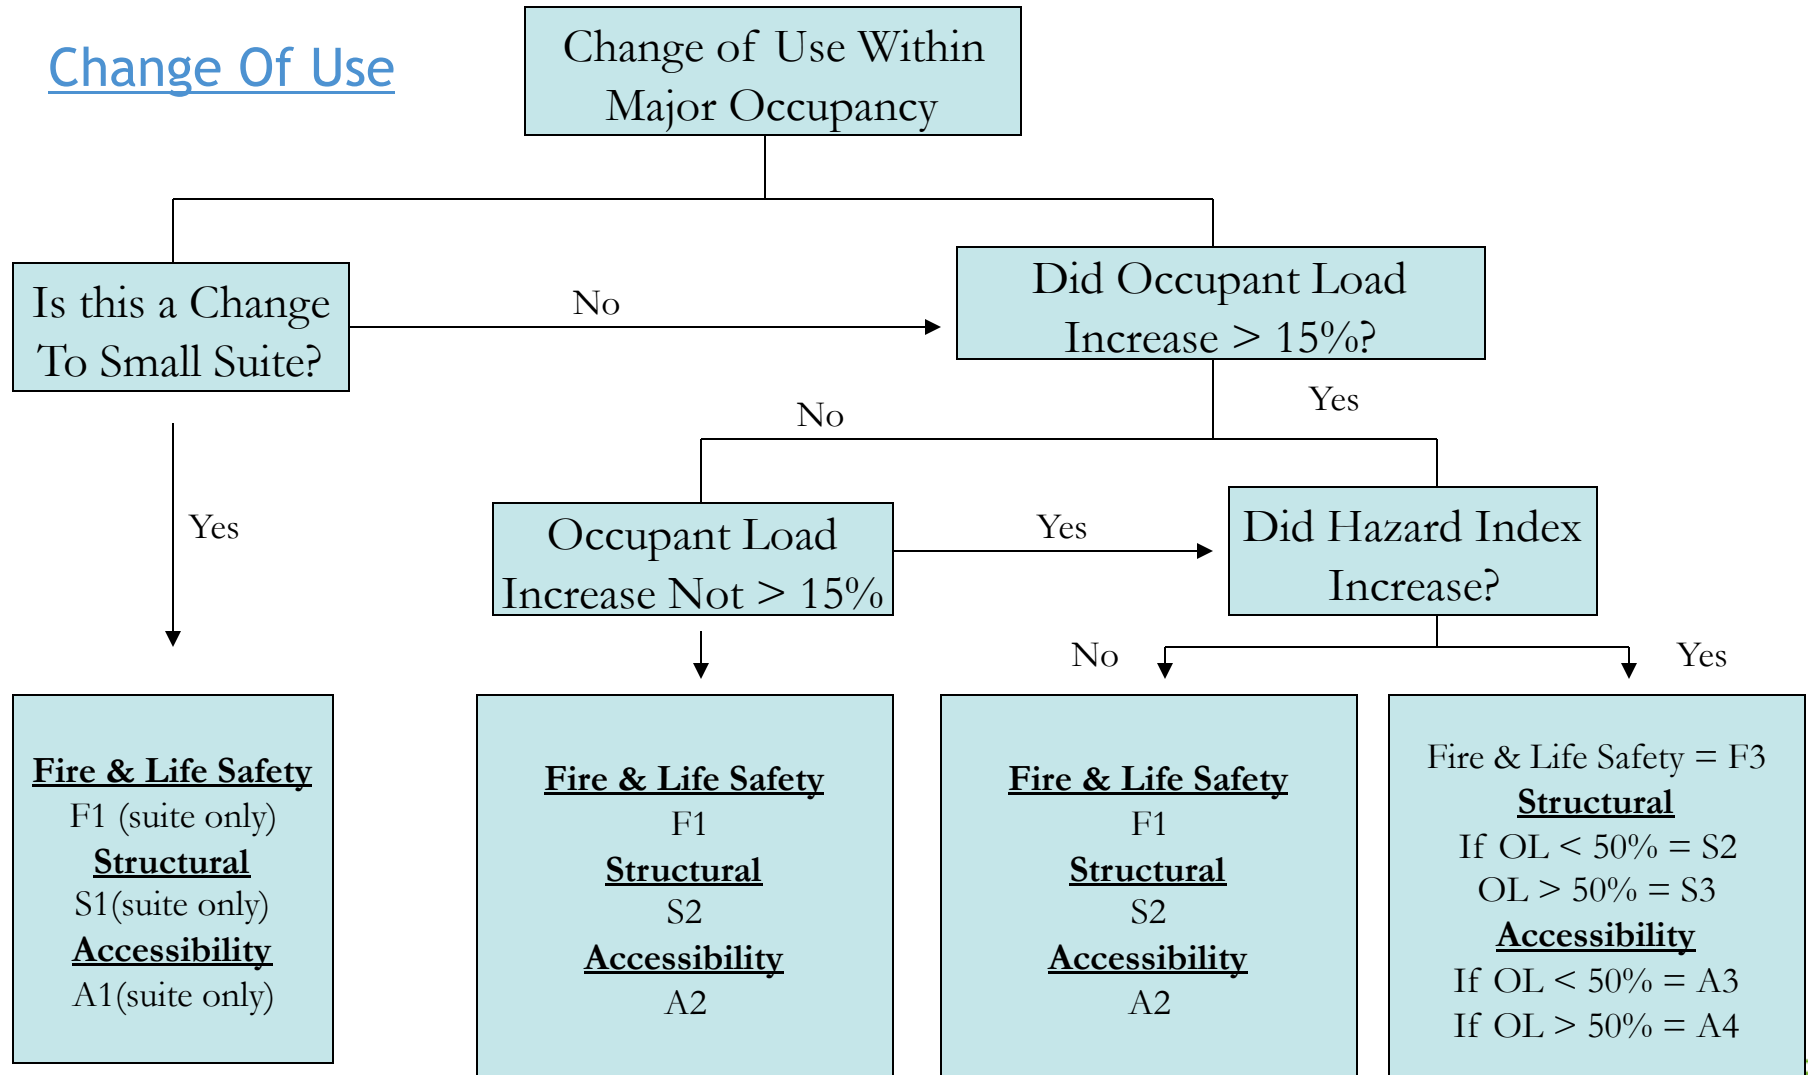 Change Of Use
Change of Use Within
Major Occupancy
Is this a Change
To Small Suite?
No
Did Occupant Load
Increase > 15%?
No
Yes
Yes
Occupant Load
Increase Not > 15%
Yes
Did Hazard Index
Increase?
No
Yes
Fire & Life Safety
F1 (suite only)
Structural
S1(suite only)
Accessibility
A1(suite only)
Fire & Life Safety
F1
Structural
S2
Accessibility
A2
Fire & Life Safety
F1
Structural
S2
Accessibility
A2
Fire & Life Safety = F3
Structural
If OL < 50% = S2
OL > 50% = S3
Accessibility
If OL < 50% = A3
If OL > 50% = A4